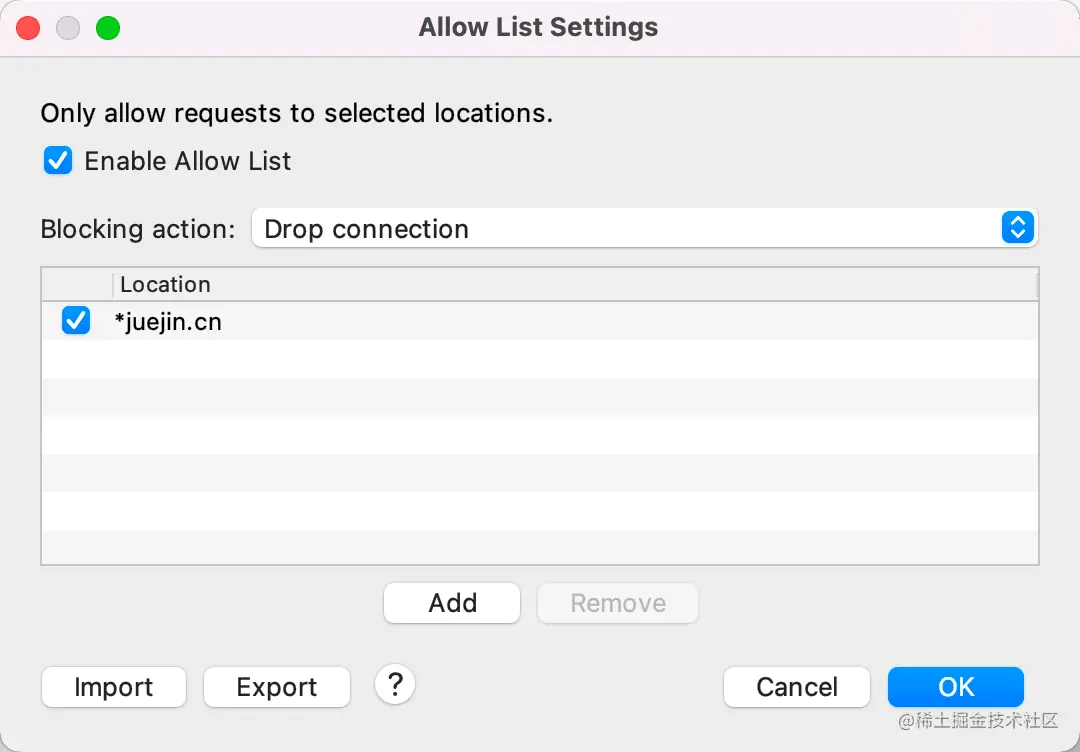 Allow List Settings
Only allow requests to selected locations.
Enable Allow List
Blocking action: Drop connection
Location
*juejin.cn
Add Remove
Import Export ? Cancel OK
@稀土掘金技术社区